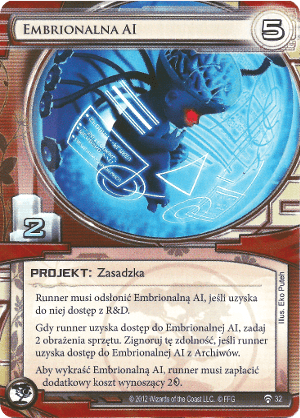 EMBRIONALNA AI
5
2
PROJEKT: Zasadzka
Runner musi odsłonić Embrionalną AI, jeśli uzyska
do niej dostęp z R&D.
Gdy runner uzyska dostęp do Embrionalnej AI, zadaj
2 obrażenia sprzętu. Zignoruj tę zdolność, jeśli runner
uzyska dostęp do Embrionalnej AI z Archiwów.
Aby wykraść Embrionalną AI, runner musi zapłacić
dodatkowy koszt wynoszący 2
Ilus. Eko Puteh
© 2012 Wizards of the Coast LLC. © FFG
32